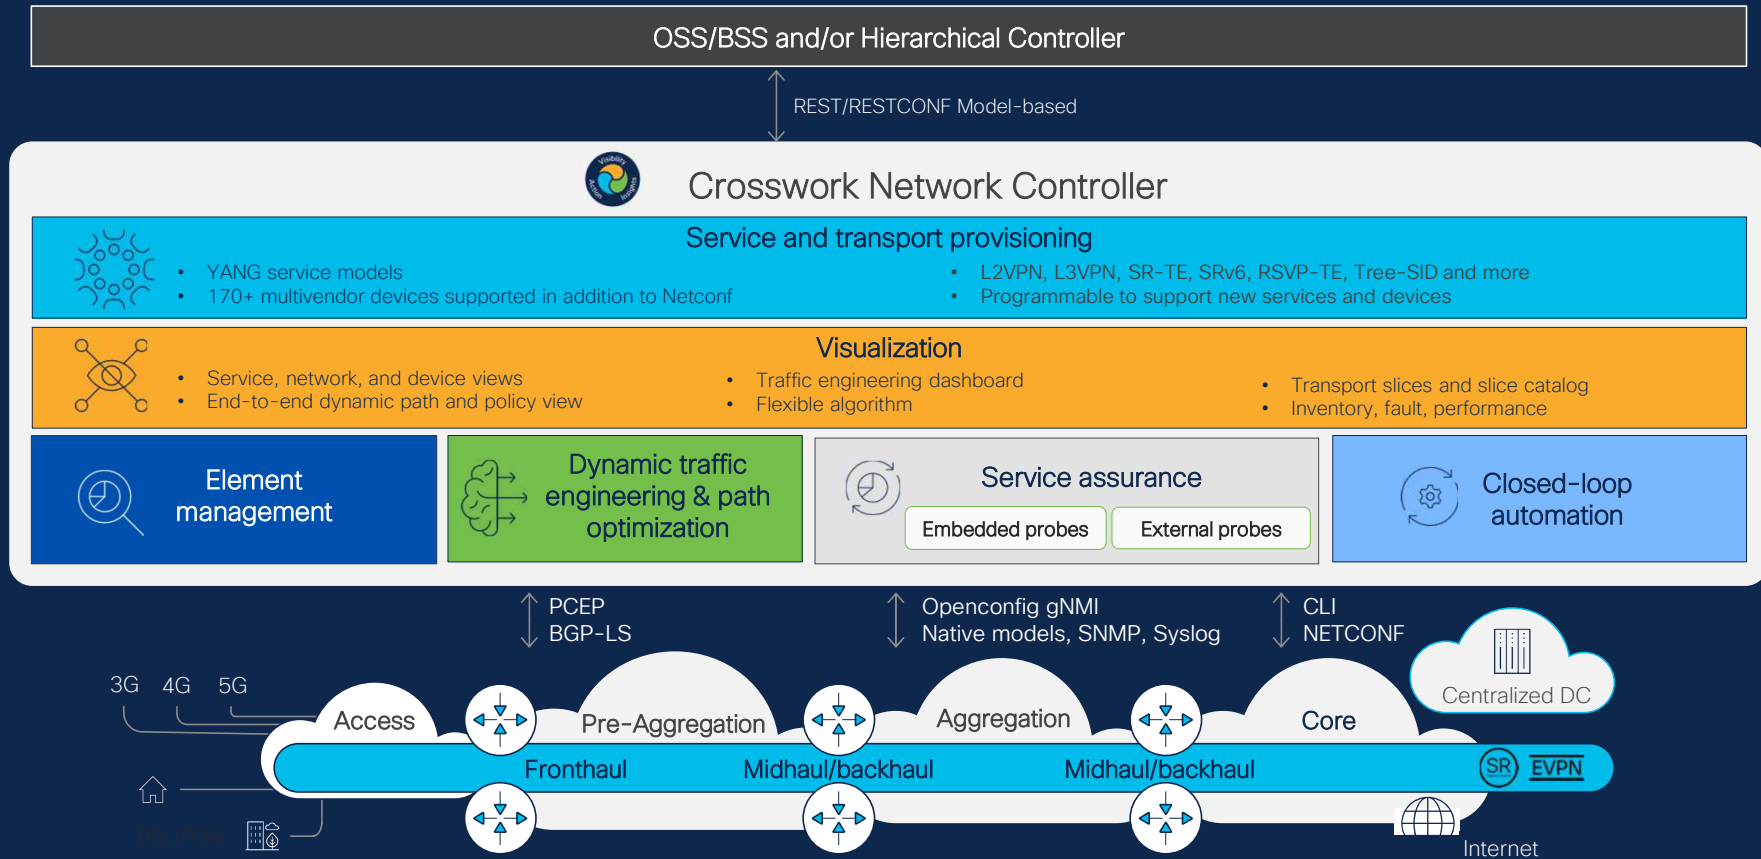 OSS/BSS and/or Hierarchical Controller
REST/RESTCONF Model-based
Visibility
Action
Insights
Crosswork Network Controller
Service and transport provisioning
• YANG service models
• 170+ multivendor devices supported in addition to Netconf
• L2VPN, L3VPN, SR-TE, SRv6, RSVP-TE, Tree-SID and more
• Programmable to support new services and devices
Visualization
• Service, network, and device views
• End-to-end dynamic path and policy view
• Traffic engineering dashboard
• Flexible algorithm
• Transport slices and slice catalog
• Inventory, fault, performance
Element
management
Dynamic traffic
engineering & path
optimization
Service assurance
Embedded probes
External probes
Closed-loop
automation
PCEP
BGP-LS
Openconfig gNMI
Native models, SNMP, Syslog
CLI
NETCONF
Centralized DC
3G
4G
5G
Access
Pre-Aggregation
Aggregation
Core
Fronthaul
Midhaul/backhaul
Midhaul/backhaul
SR
EVPN
Internet